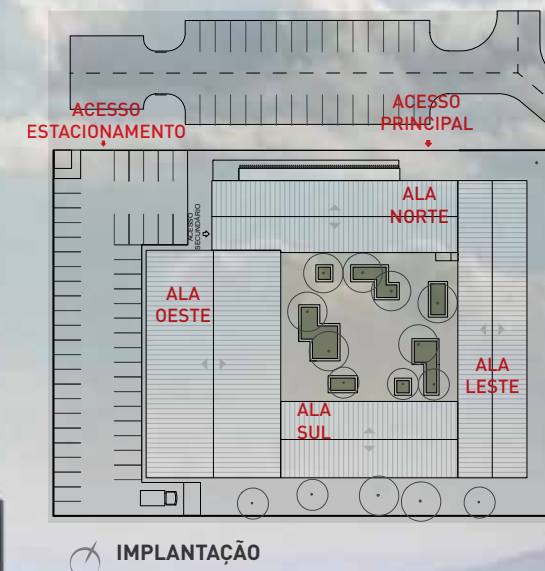 ACESSO
ESTACIONAMENTO
ACESSO
PRINCIPAL
ACESSO
SECUNDÁRIO
ALA
NORTE
ALA
OESTE
ALA
LESTE
ALA
SUL
IMPLANTAÇÃO